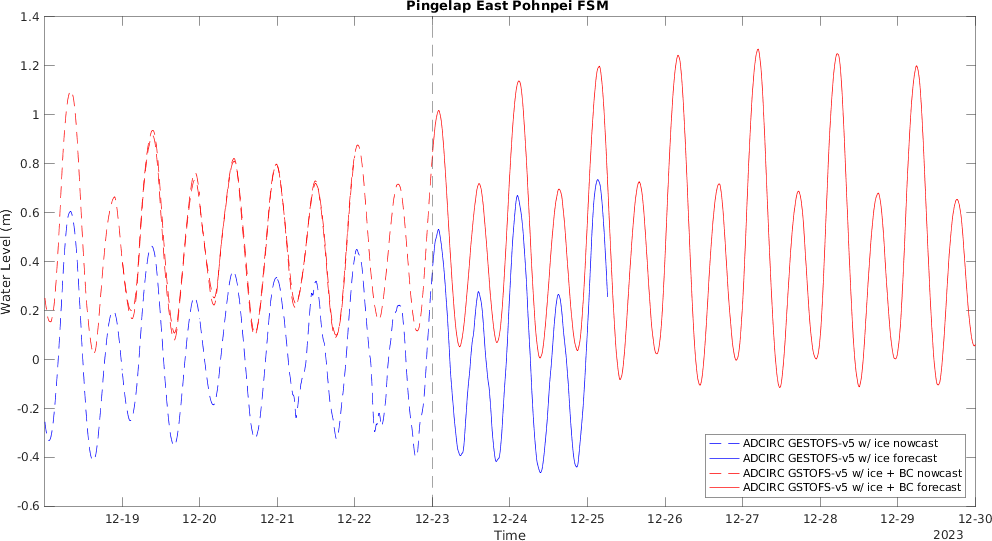 Pingelap East Pohnpei FSM
1.4
1.2
1
0.8
0.6
0.4
0.2
0
-0.2
-0.4
-0.6
Water Level (m)
ADCIRC GESTOFS-v5 w/ ice nowcast
ADCIRC GESTOFS-v5 w/ ice forecast
ADCIRC GSTOFS-v5 w/ ice + BC nowcast
ADCIRC GSTOFS-v5 w/ ice + BC forecast
12-19 12-20 12-21 12-22 12-23 12-24 12-25 12-26 12-27 12-28 12-29 12-30
Time
2023